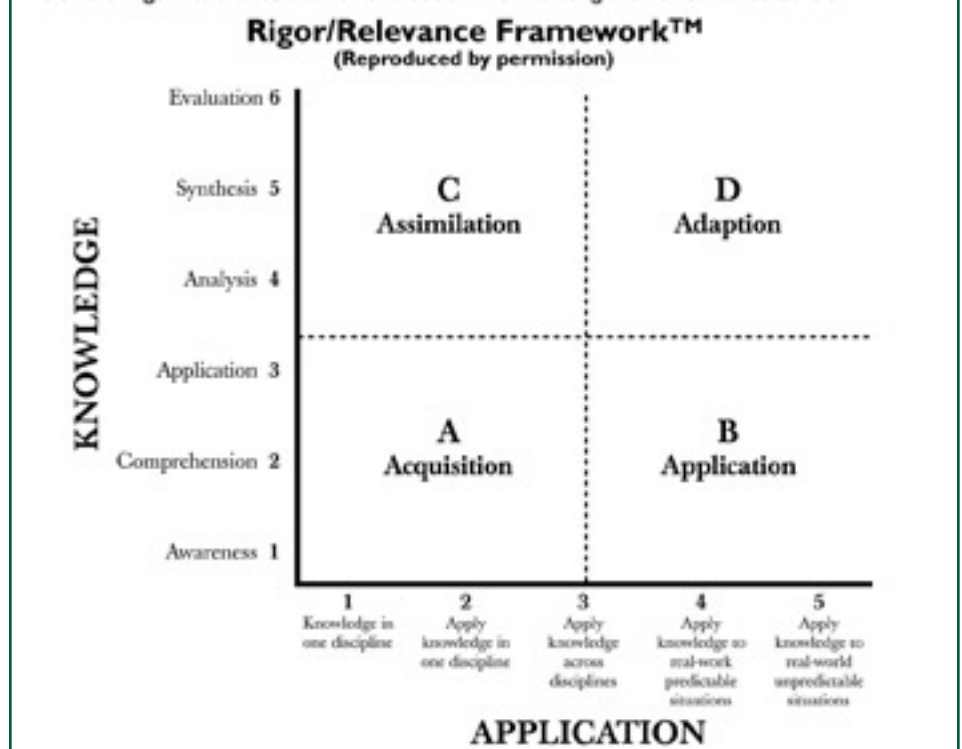 Rigor/Relevance Framework™
(Reproduced by permission)
Evaluation 6
Synthesis 5
Analysis 4
Application 3
Comprehension 2
Awareness 1
KNOWLEDGE
C
Assimilation
D
Adaption
A
Acquisition
B
Application
1
Knowledge in
one discipline
2
Apply
knowledge in
one discipline
3
Apply
knowledge
across
disciplines
4
Apply
knowledge to
real-work
predictable
situations
5
Apply
knowledge to
real-world
unpredictable
situations
APPLICATION